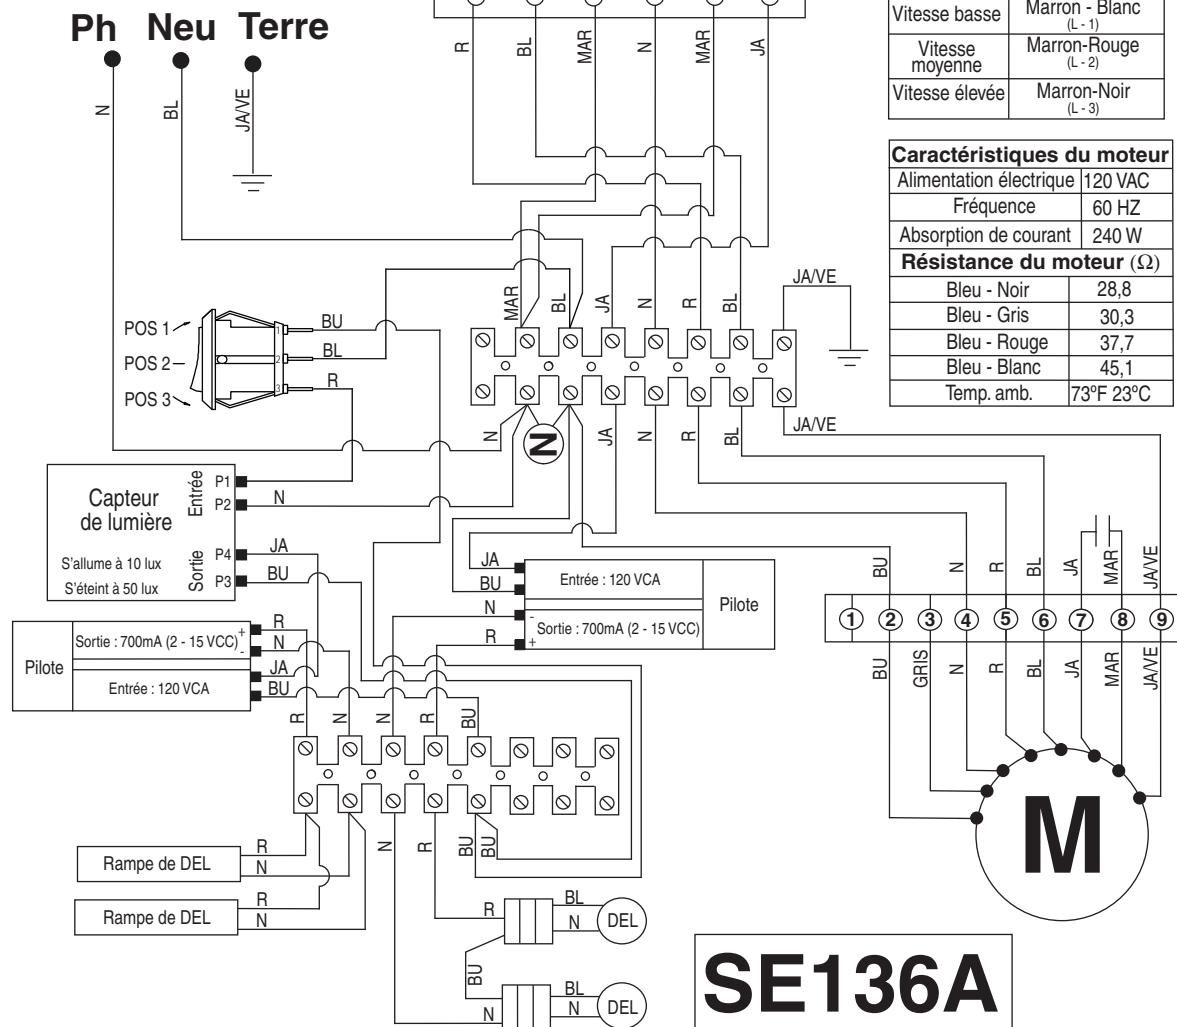 Ph Neu Terre
R
BL
MAR
N
MAR
JA
N
BL
JA/VE
Vitesse basse
Marron - Blanc
(L - 1)
Vitesse moyenne
Marron-Rouge
(L - 2)
Vitesse élevée
Marron-Noir
(L - 3)
Caractéristiques du moteur
Alimentation électrique 120 VAC
Fréquence 60 HZ
Absorption de courant 240 W
Résistance du moteur (Ω)
Bleu - Noir 28,8
Bleu - Gris 30,3
Bleu - Rouge 37,7
Bleu - Blanc 45,1
Temp. amb. 73ºF 23ºC
MAR
BL
JA
N
R
BL
JA/VE
POS 1
POS 2
POS 3
1
2
3
BU
BL
R
N
N
JA
N
R
BL
JA/VE
Capteur
de lumière
S'allume à 10 lux
S'éteint à 50 lux
Entrée
Sortie
P1
P2
P4
P3
N
JA
BU
Pilote
Sortie : 700mA (2 - 15 VCC)
+
-
Entrée : 120 VCA
R
N
JA
BU
JA
BU
N
R
Entrée : 120 VCA
-
Sortie : 700mA (2 - 15 VCC)
+
Pilote
BU
N
R
BL
JA
MAR
JA/VE
1 2 3 4 5 6 7 8 9
BU
GRIS
N
R
BL
JA
MAR
JA/VE
M
R
N
N
R
BU
N
R
BU
BU
Rampe de DEL
R
N
Rampe de DEL
R
N
R
BL
N
DEL
BU
N
BL
N
DEL
SE136A